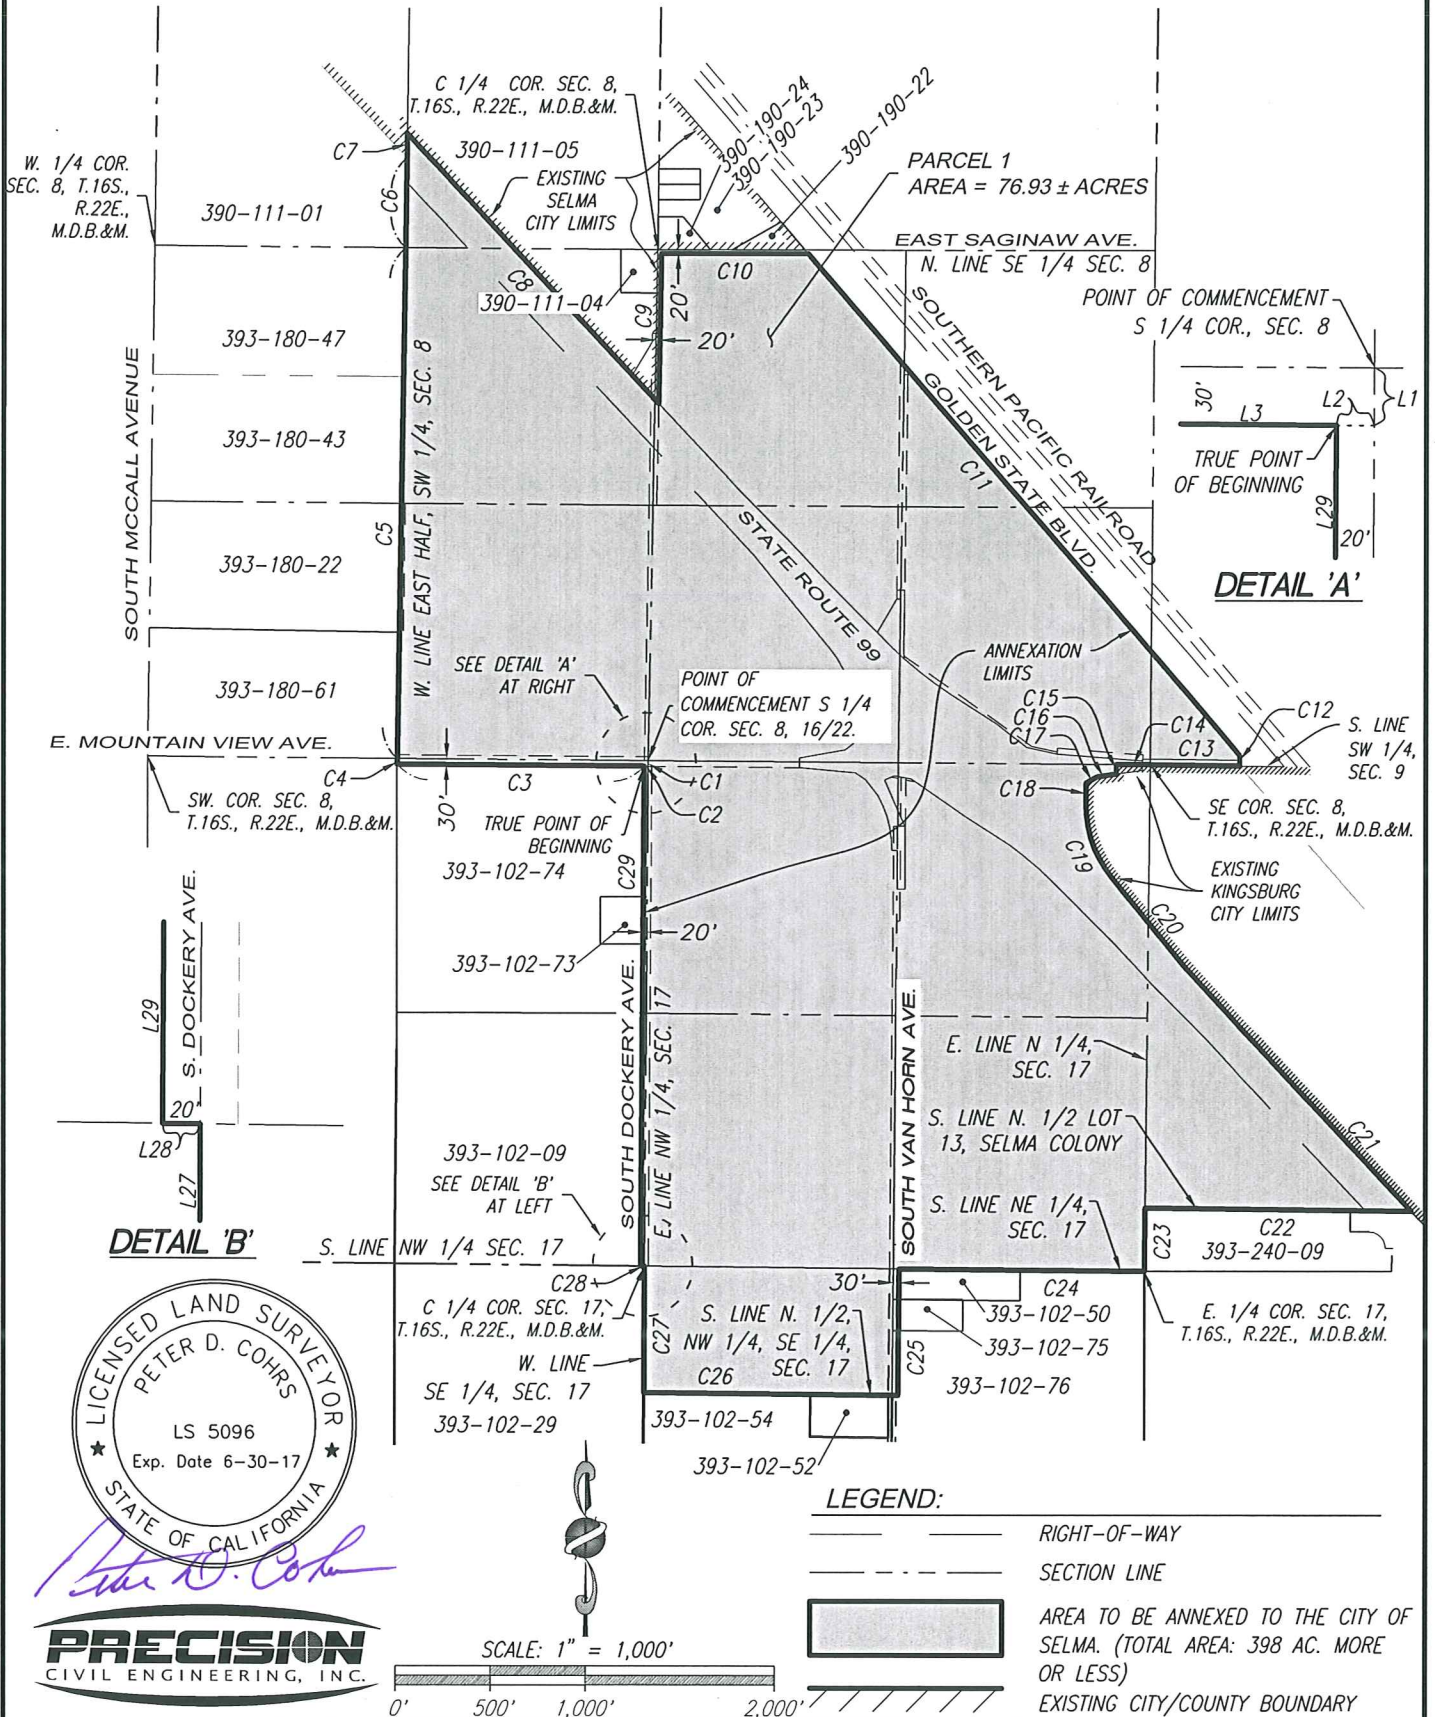 C 1/4 COR. SEC. 8,
T.16S., R.22E., M.D.B.&M.
390-190-24
390-190-23
390-190-22
C7
390-111-05
W. 1/4 COR.
SEC. 8, T.16S.,
R.22E.,
M.D.B.&M.
EXISTING
SELMA
CITY LIMITS
PARCEL 1
AREA = 76.93 ± ACRES
390-111-01
C6
EAST SAGINAW AVE.
N. LINE SE 1/4 SEC. 8
C8
C10
390-111-04
C9
20'
20'
POINT OF COMMENCEMENT
S 1/4 COR., SEC. 8
393-180-47
SOUTH MCCALL AVENUE
W. LINE EAST HALF, SW 1/4, SEC. 8
SOUTHERN PACIFIC RAILROAD
GOLDEN STATE BLVD.
C11
30'
L3
L2
L1
TRUE POINT
OF BEGINNING
L29
20'
DETAIL 'A'
393-180-43
C5
STATE ROUTE 99
393-180-22
SEE DETAIL 'A'
AT RIGHT
ANNEXATION
LIMITS
393-180-61
POINT OF
COMMENCEMENT S 1/4
COR. SEC. 8, 16/22.
C15
C16
C17
C14
C13
C12
S. LINE
SW 1/4,
SEC. 9
E. MOUNTAIN VIEW AVE.
C4
C3
C1
C2
C18
30'
SW. COR. SEC. 8,
T.16S., R.22E., M.D.B.&M.
TRUE POINT OF
BEGINNING
SE COR. SEC. 8,
T.16S., R.22E., M.D.B.&M.
393-102-74
C29
C19
EXISTING
KINGSBURG
CITY LIMITS
C20
20'
393-102-73
S. DOCKERY AVE.
L29
20'
L28
L27
DETAIL 'B'
SOUTH DOCKERY AVE.
E. LINE NW 1/4, SEC. 17
SOUTH VAN HORN AVE.
E. LINE N 1/4,
SEC. 17
S. LINE N. 1/2 LOT
13, SELMA COLONY
C21
393-102-09
SEE DETAIL 'B'
AT LEFT
S. LINE NE 1/4,
SEC. 17
C23
C22
393-240-09
S. LINE NW 1/4 SEC. 17
C28
30'
C24
C 1/4 COR. SEC. 17,
T.16S., R.22E., M.D.B.&M.
C27
S. LINE N. 1/2,
NW 1/4, SE 1/4,
SEC. 17
393-102-50
E. 1/4 COR. SEC. 17,
T.16S., R.22E., M.D.B.&M.
393-102-75
W. LINE
SE 1/4, SEC. 17
C26
C25
393-102-76
393-102-29
393-102-54
393-102-52
LICENSED LAND SURVEYOR
PETER D. COHRS
LS 5096
Exp. Date 6-30-17
STATE OF CALIFORNIA
Peter D. Cohrs
PRECISION
CIVIL ENGINEERING, INC.
SCALE: 1" = 1,000'
0' 500' 1,000' 2,000'
LEGEND:
RIGHT-OF-WAY
SECTION LINE
AREA TO BE ANNEXED TO THE CITY OF
SELMA. (TOTAL AREA: 398 AC. MORE
OR LESS)
EXISTING CITY/COUNTY BOUNDARY